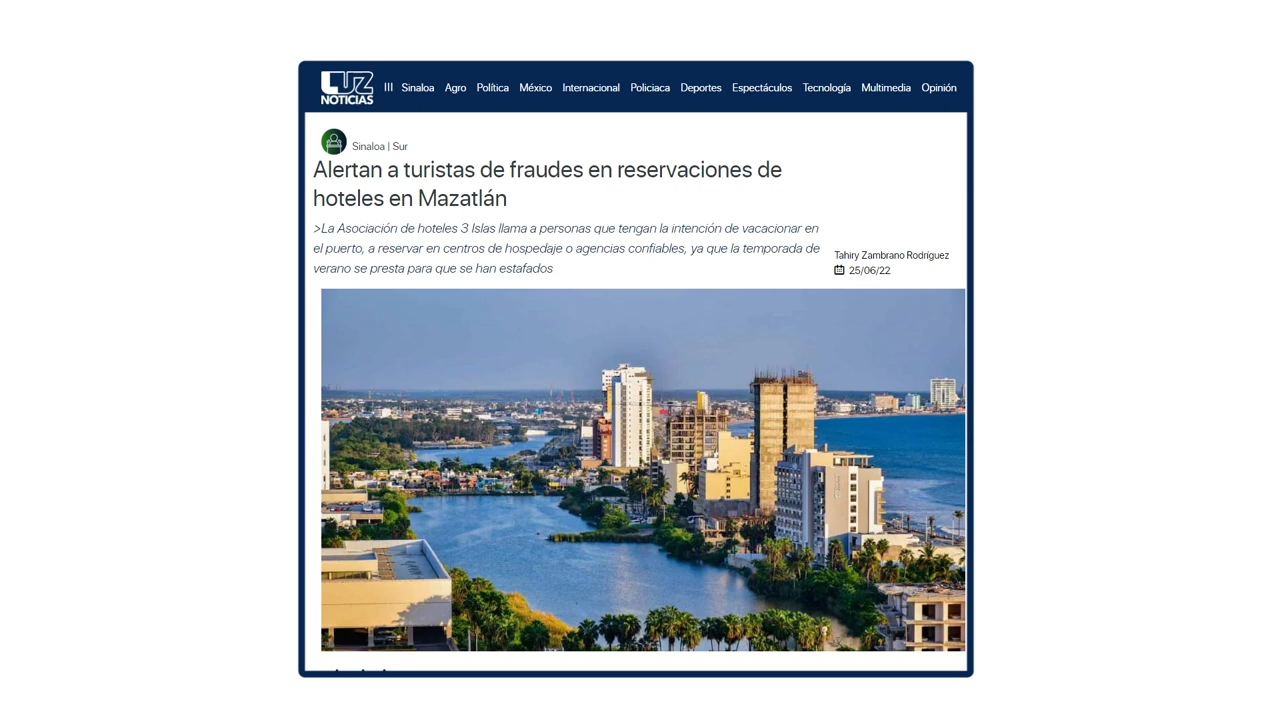 LUZ
NOTICIAS
III Sinaloa Agro Política México Internacional Policiaca Deportes Espectáculos Tecnología Multimedia Opinión
Sinaloa | Sur
Alertan a turistas de fraudes en reservaciones de
hoteles en Mazatlán
>La Asociación de hoteles 3 Islas llama a personas que tengan la intención de vacacionar en
el puerto, a reservar en centros de hospedaje o agencias confiables, ya que la temporada de
verano se presta para que se han estafados
Tahiry Zambrano Rodríguez
25/06/22